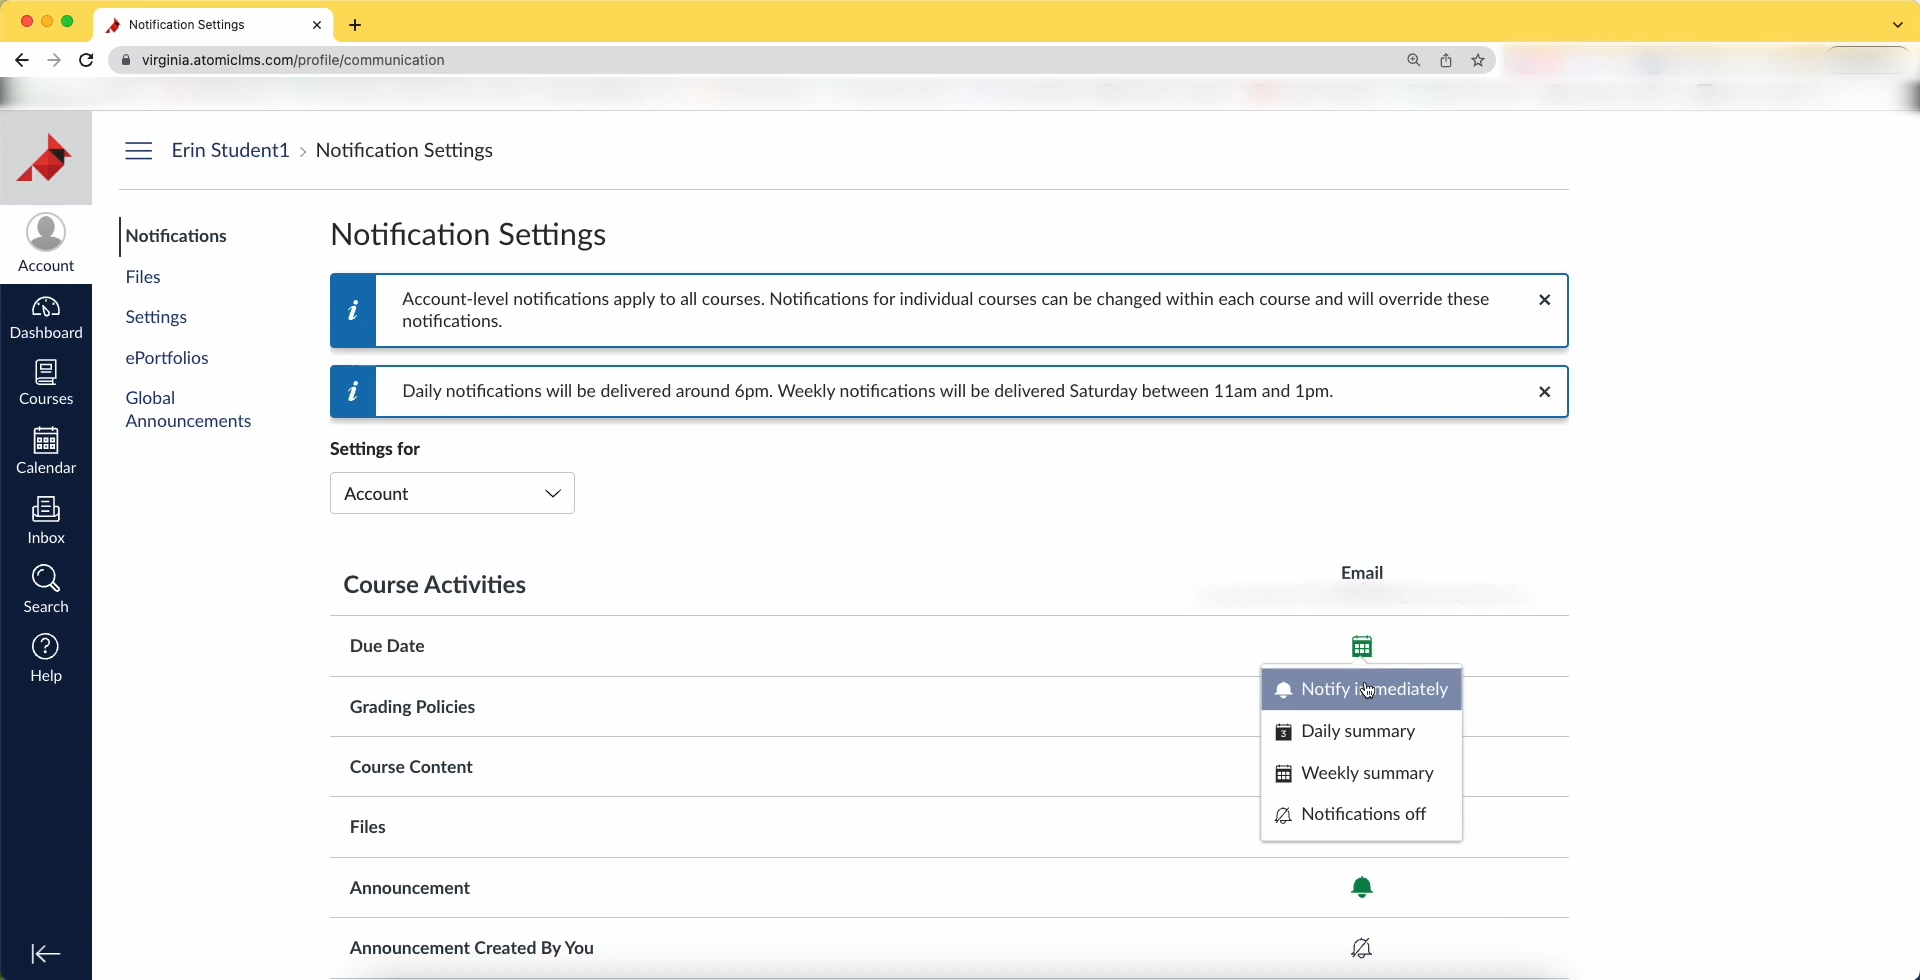 Notification Settings
virginia.atomiclms.com/profile/communication
Erin Student1 > Notification Settings
Account
Dashboard
Courses
Calendar
Inbox
Search
Help
Notifications
Files
Settings
ePortfolios
Global
Announcements
Notification Settings
Account-level notifications apply to all courses. Notifications for individual courses can be changed within each course and will override these
notifications.
Daily notifications will be delivered around 6pm. Weekly notifications will be delivered Saturday between 11am and 1pm.
Settings for
Account
Course Activities
Email
Due Date
Notify immediately
Grading Policies
3 Daily summary
Course Content
Weekly summary
Files
Notifications off
Announcement
Announcement Created By You